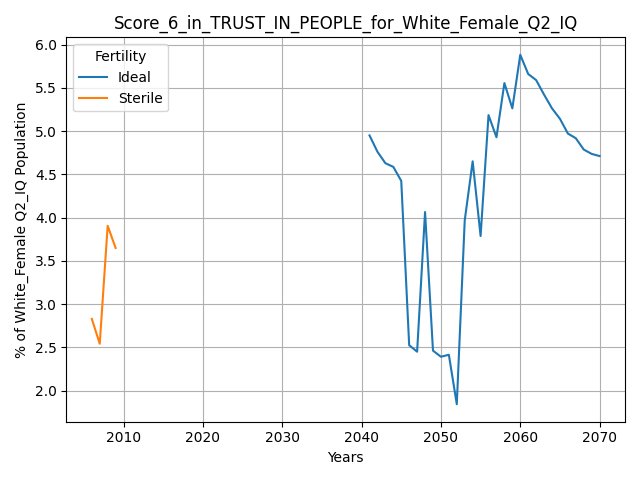 Score_6_in_TRUST_IN_PEOPLE_for_White_Female_Q2_IQ
Fertility
Ideal
Sterile
% of White_Female Q2_IQ Population
6.0
5.5
5.0
4.5
4.0
3.5
3.0
2.5
2.0
2010
2020
2030
2040
2050
2060
2070
Years